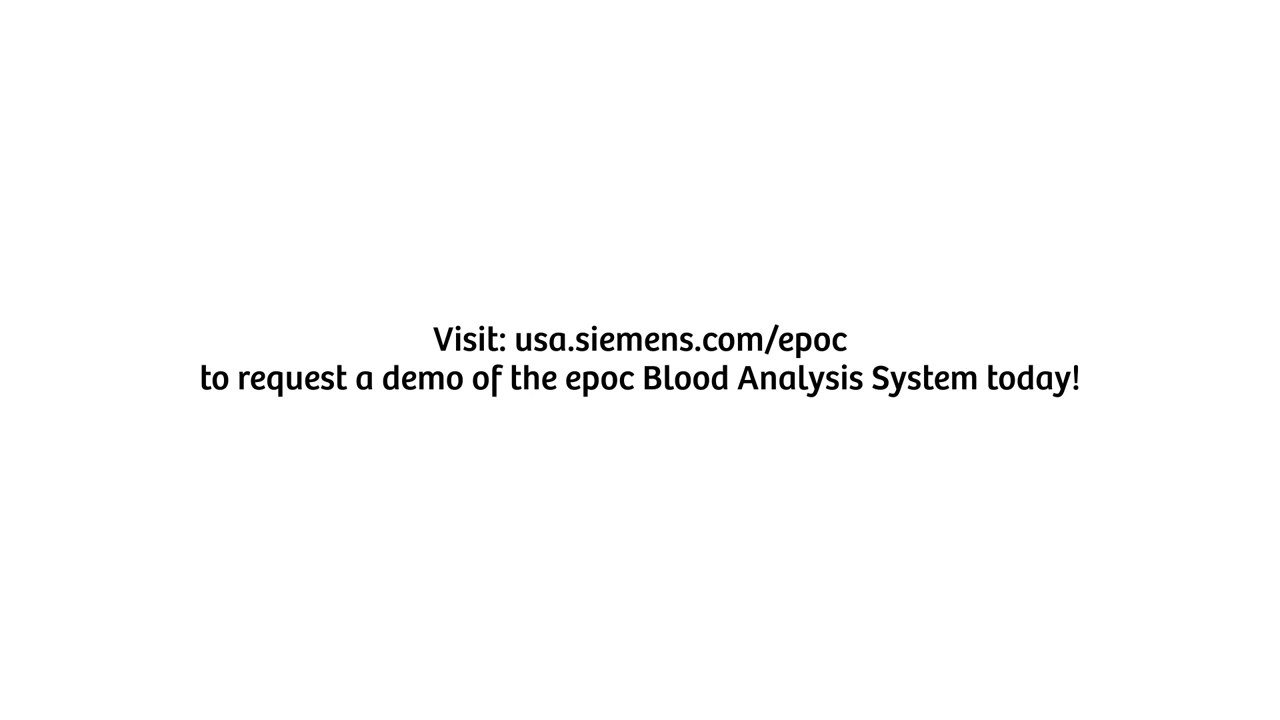 Visit: usa.siemens.com/epoc
to request a demo of the epoc Blood Analysis System today!